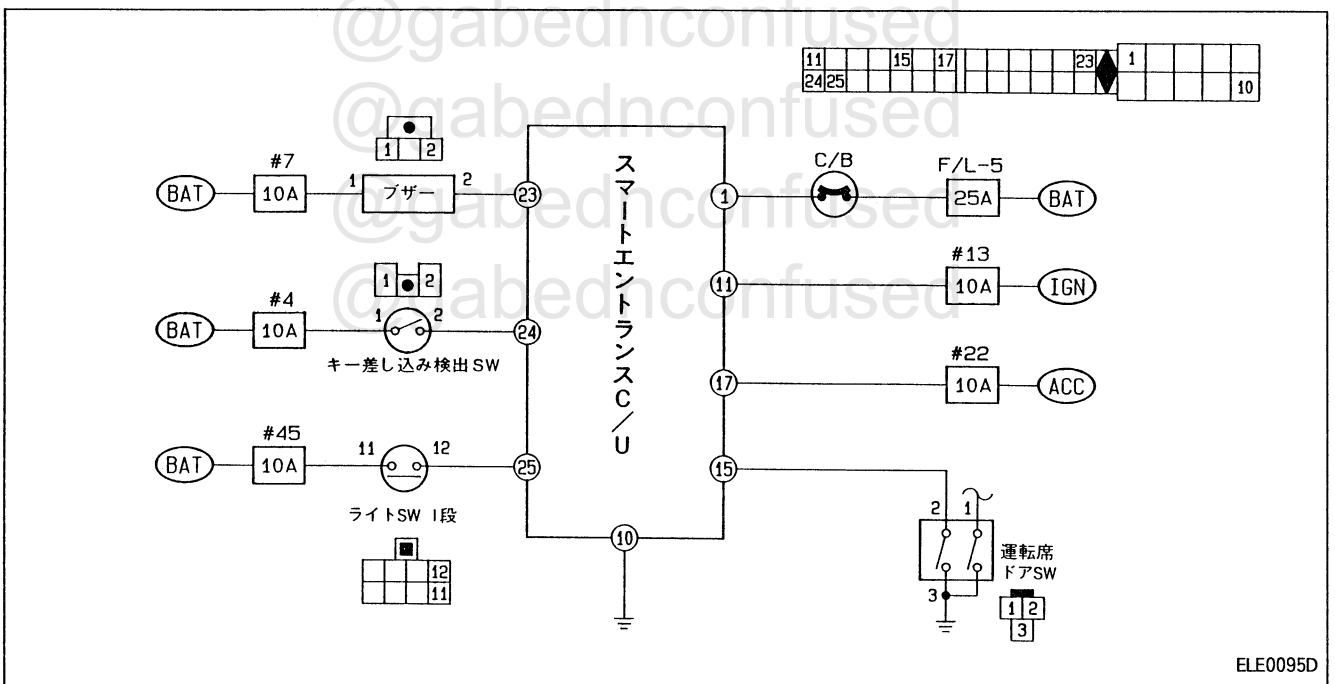 @gabednconfused
11 15 17 23 1
24 25 10
@gabednconfused
1 2
#7
BAT 10A 1 ブザー 2 23
スマートエントランスC/U
C/B F/L-5
1 25A BAT
@gabednconfused
1 2
#4
BAT 10A 1 2 24
キー差し込み検出SW
@gabednconfused
#13
11 10A IGN
#22
17 10A ACC
#45
BAT 10A 11 12 25
ライトSW 1段
12
11
10
15
2 1
運転席
ドアSW
3
1 2
3
ELE0095D